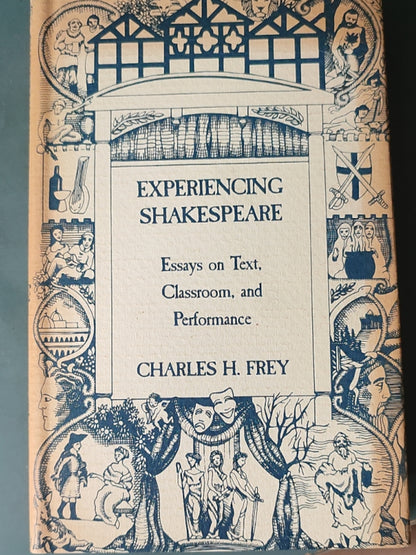 EXPERIENCING
SHAKESPEARE
Essays on Text,
Classroom, and
Performance
CHARLES H. FREY